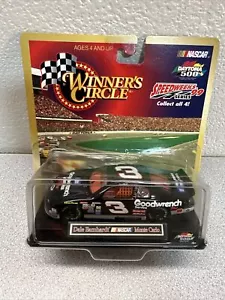 AGES 4 AND UP
NASCAR
WINNER'S
CIRCLE
DAYTONA
500
SPEEDWEEKS
SERIES
Collect all 4!
3
3
Goodwrench
Dale Earnhardt NASCAR Monte Carlo